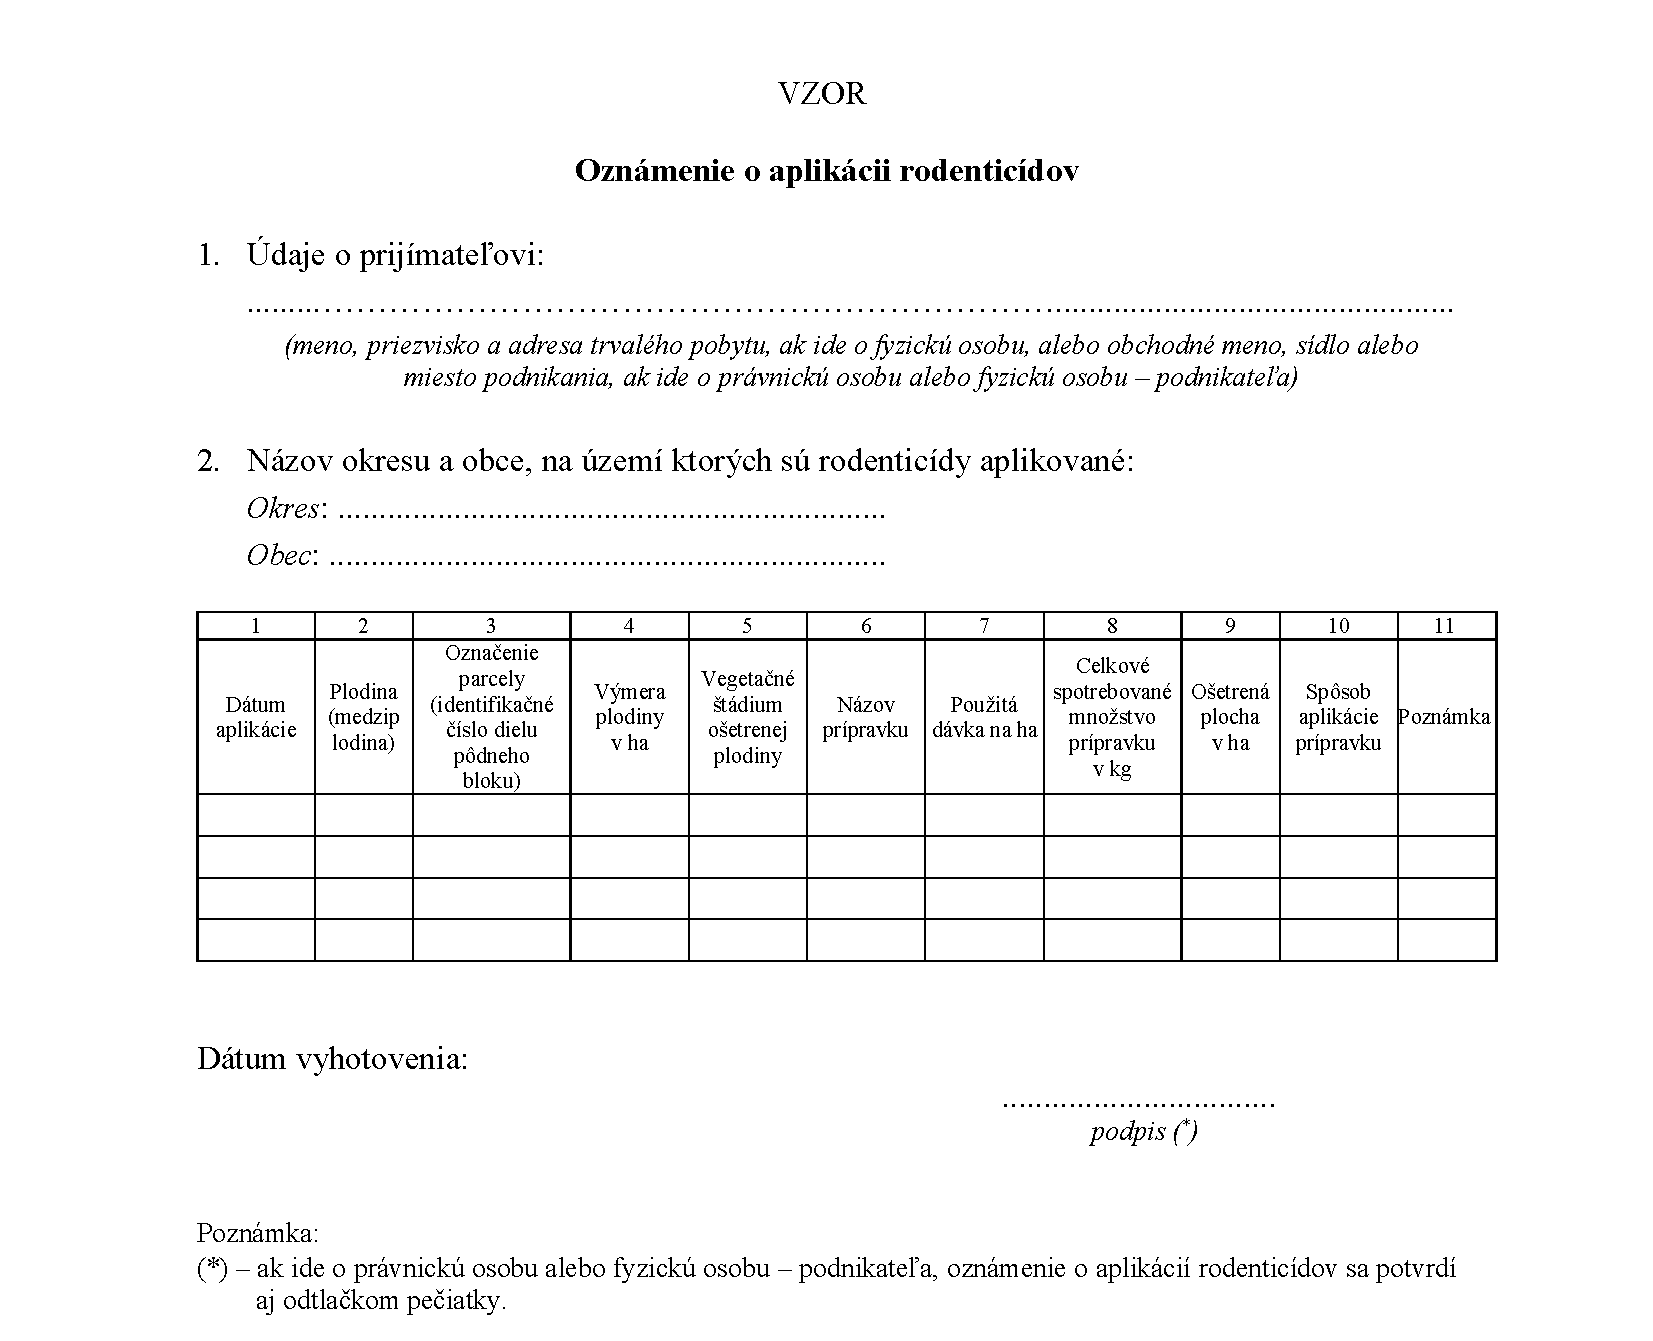 VZOR
Oznámenie o aplikácii rodenticídov
1. Údaje o prijímateľovi:
..........……………………………………………………………...........................................................
(meno, priezvisko a adresa trvalého pobytu, ak ide o fyzickú osobu, alebo obchodné meno, sídlo alebo
miesto podnikania, ak ide o právnickú osobu alebo fyzickú osobu – podnikateľa)
2. Názov okresu a obce, na území ktorých sú rodenticídy aplikované:
Okres: ..................................................................
Obec: ...................................................................
1 2 3 4 5 6 7 8 9 10 11
Dátum
aplikácie
Plodina
(medzip
lodina)
Označenie
parcely
(identifikačné
číslo dielu
pôdneho
bloku)
Výmera
plodiny
v ha
Vegetačné
štádium
ošetrenej
plodiny
Názov
prípravku
Použitá
dávka na ha
Celkové
spotrebované
množstvo
prípravku
v kg
Ošetrená
plocha
v ha
Spôsob
aplikácie
prípravku
Poznámka
Dátum vyhotovenia:
.................................
podpis (*)
Poznámka:
(*) – ak ide o právnickú osobu alebo fyzickú osobu – podnikateľa, oznámenie o aplikácií rodenticídov sa potvrdí
aj odtlačkom pečiatky.